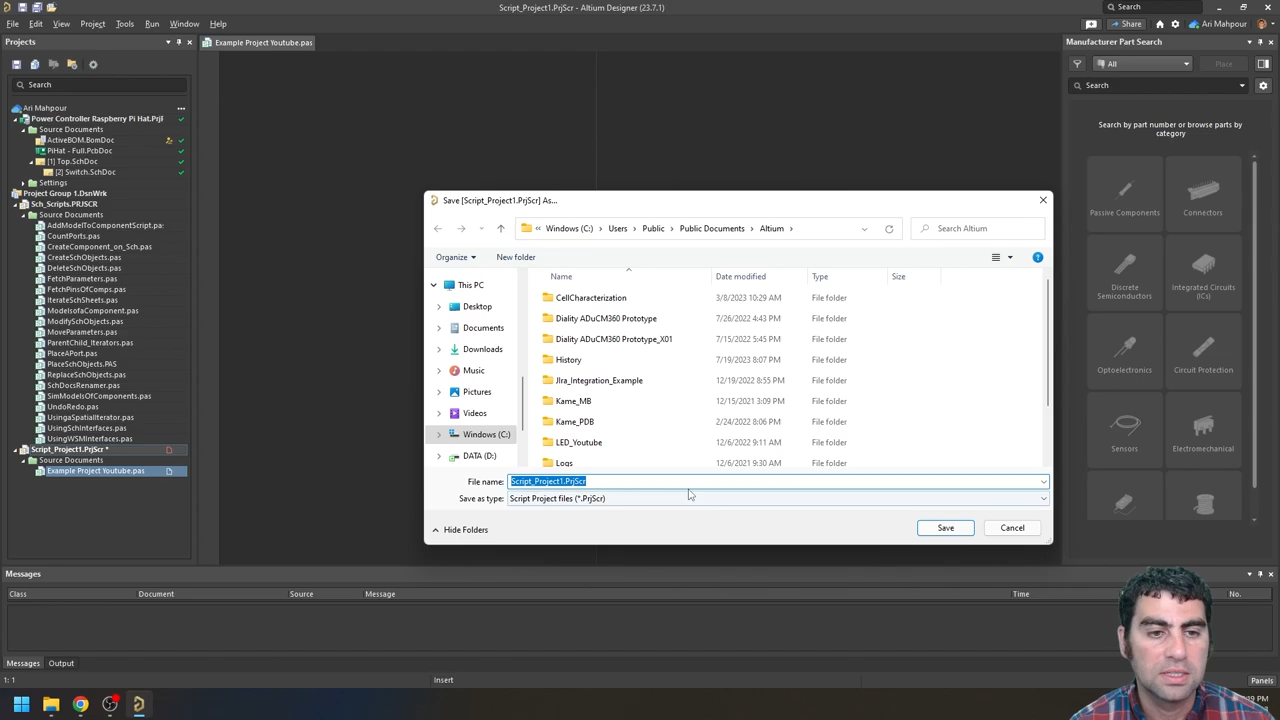 Script_Project1.PrjScr - Altium Designer (23.7.1)
Search
File Edit View Project Tools Run Window Help
Share
Ari Mahpour
Projects
Example Project Youtube.pas
Manufacturer Part Search
All
Place
Search
Search
Search by part number or browse parts by
category
Ari Mahpour
Power Controller Raspberry Pi Hat.PrjP
Source Documents
ActiveBOM.BomDoc
PiHat - Full.PcbDoc
[1] Top.SchDoc
[2] Switch.SchDoc
Settings
Project Group 1.DsnWrk
Sch_Scripts.PRJSCR
Source Documents
AddModelToComponentScript.pas
CountPorts.pas
CreateComponent_on_Sch.pas
CreateSchObjects.pas
DeleteSchObjects.pas
FetchParameters.pas
FetchPinsOfComps.pas
IterateSchSheets.pas
ModelsofaComponent.pas
ModifySchObjects.pas
MoveParameters.pas
ParentChild_Iterators.pas
PlaceAPort.pas
PlaceSchObjects.PAS
ReplaceSchObjects.pas
SchDocsRenamer.pas
SimModelsOfComponents.pas
UndoRedo.pas
UsingaSpatialIterator.pas
UsingSchInterfaces.pas
UsingWSMInterfaces.pas
Script_Project1.PrjScr *
Source Documents
Example Project Youtube.pas
Save [Script_Project1.PrjScr] As...
« Windows (C:) › Users › Public › Public Documents › Altium ›
Search Altium
Organize
New folder
Name Date modified Type Size
This PC
Desktop
Documents
Downloads
Music
Pictures
Videos
Windows (C:)
DATA (D:)
CellCharacterization 3/8/2023 10:29 AM File folder
Diality ADuCM360 Prototype 7/26/2022 4:43 PM File folder
Diality ADuCM360 Prototype_X01 7/15/2022 5:45 PM File folder
History 7/19/2023 8:07 PM File folder
JIra_Integration_Example 12/19/2022 8:55 PM File folder
Kame_MB 12/15/2021 3:09 PM File folder
Kame_PDB 2/24/2022 8:06 PM File folder
LED_Youtube 12/6/2022 9:11 AM File folder
Logs 12/6/2021 9:30 AM File folder
File name: Script_Project1.PrjScr
Save as type: Script Project files (*.PrjScr)
Hide Folders
Save
Cancel
Passive Components
Connectors
Discrete
Semiconductors
Integrated Circuits
(ICs)
Optoelectronics
Circuit Protection
Sensors
Electromechanical
Messages
Class Document Source Message Time No.
Messages Output
1: 1
Insert
Panels